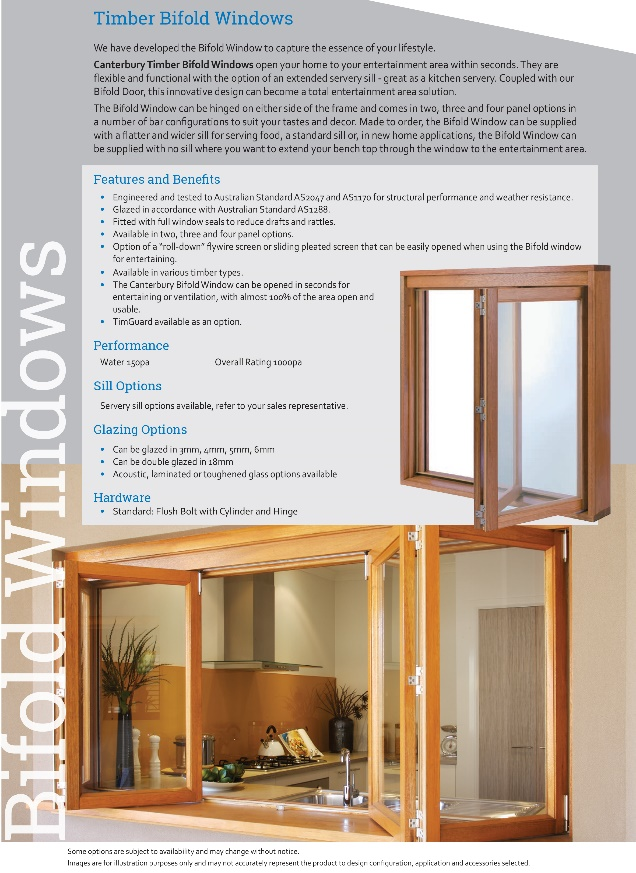 Timber Bifold Windows
We have developed the Bifold Window to capture the essence of your lifestyle.
Canterbury Timber Bifold Windows open your home to your entertainment area within seconds. They are
flexible and functional with the option of an extended servery sill - great as a kitchen servery. Coupled with our
Bifold Door, this innovative design can become a total entertainment area solution.
The Bifold Window can be hinged on either side of the frame and comes in two, three and four panel options in
a number of bar configurations to suit your tastes and decor. Made to order, the Bifold Window can be supplied
with a flatter and wider sill for serving food, a standard sill or, in new home applications, the Bifold Window can
be supplied with no sill where you want to extend your bench top through the window to the entertainment area.
Features and Benefits
• Engineered and tested to Australian Standard AS2047 and AS1170 for structural performance and weather resistance.
• Glazed in accordance with Australian Standard AS1288.
• Fitted with full window seals to reduce drafts and rattles.
• Available in two, three and four panel options.
• Option of a "roll-down" flywire screen or sliding pleated screen that can be easily opened when using the Bifold window
for entertaining.
• Available in various timber types.
• The Canterbury Bifold Window can be opened in seconds for
entertaining or ventilation, with almost 100% of the area open and
usable.
• TimGuard available as an option.
Performance
Water 150pa Overall Rating 1000pa
Sill Options
Servery sill options available, refer to your sales representative.
Glazing Options
• Can be glazed in 3mm, 4mm, 5mm, 6mm
• Can be double glazed in 18mm
• Acoustic, laminated or toughened glass options available
Hardware
• Standard: Flush Bolt with Cylinder and Hinge
Bifold Windows
Some options are subject to availability and may change without notice.
Images are for illustration purposes only and may not accurately represent the product to design configuration, application and accessories selected.